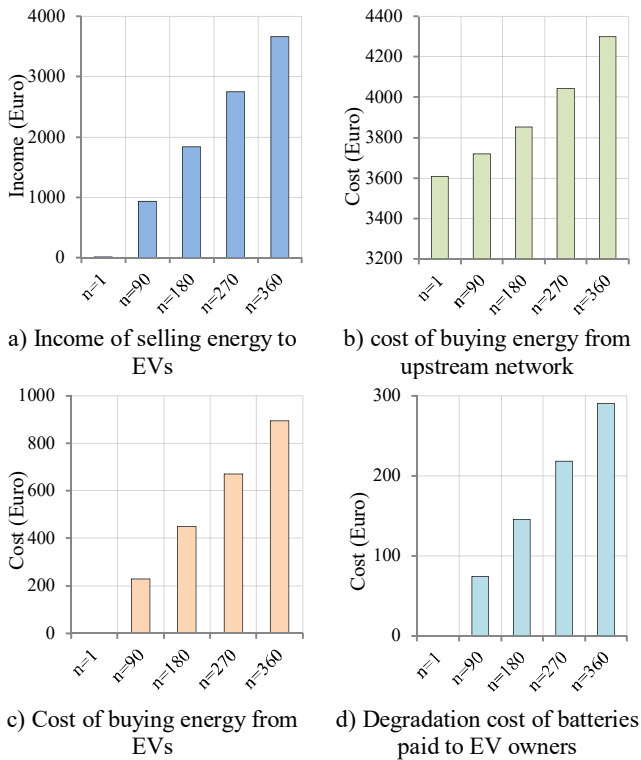 4000
3000
2000
1000
0
Income (Euro)
n=1
n=90
n=180
n=270
n=360
a) Income of selling energy to
EVs
4400
4200
4000
3800
3600
3400
3200
Cost (Euro)
n=1
n=90
n=180
n=270
n=360
b) cost of buying energy from
upstream network
1000
800
600
400
200
0
Cost (Euro)
n=1
n=90
n=180
n=270
n=360
c) Cost of buying energy from
EVs
300
200
100
0
Cost (Euro)
n=1
n=90
n=180
n=270
n=360
d) Degradation cost of batteries
paid to EV owners